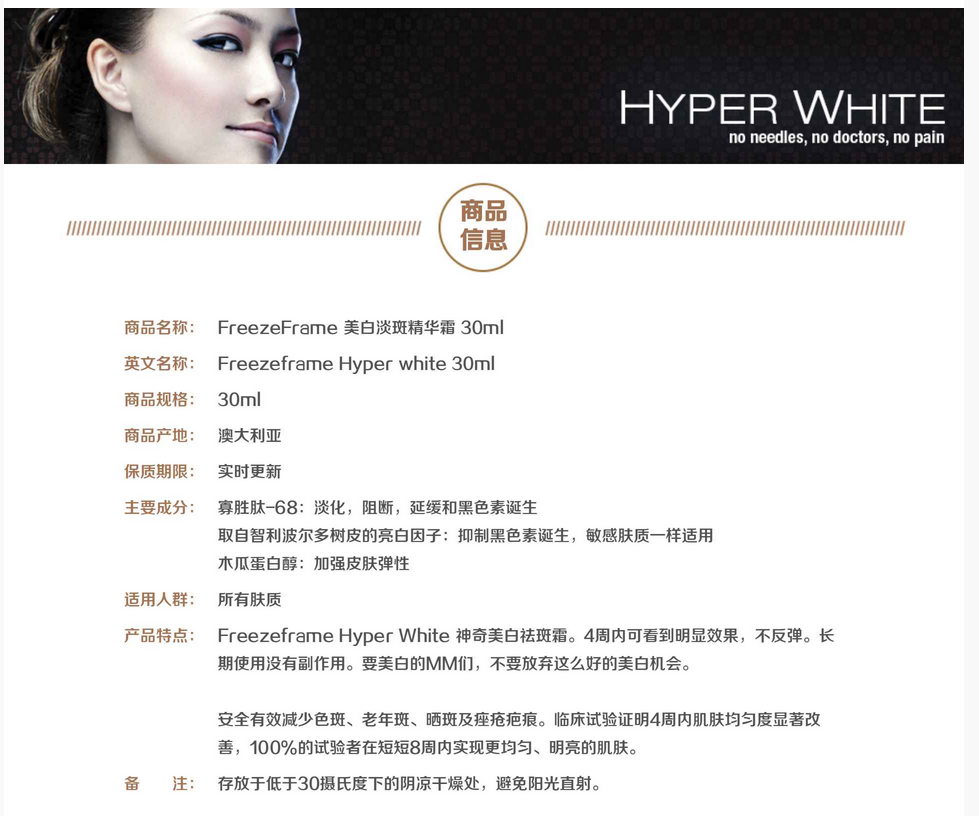 HYPER WHITE
no needles, no doctors, no pain
商品
信息
商品名称： FreezeFrame 美白淡斑精华霜 30ml
英文名称： Freezeframe Hyper white 30ml
商品规格： 30ml
商品产地： 澳大利亚
保质期限： 实时更新
主要成分： 寡胜肽-68：淡化，阻断，延缓和黑色素诞生
取自智利波尔多树皮的亮白因子：抑制黑色素诞生，敏感肤质一样适用
木瓜蛋白醇：加强皮肤弹性
适用人群： 所有肤质
产品特点： Freezeframe Hyper White 神奇美白祛斑霜。4周内可看到明显效果，不反弹。长
期使用没有副作用。要美白的MM们，不要放弃这么好的美白机会。
安全有效减少色斑、老年斑、晒斑及痤疮疤痕。临床试验证明4周内肌肤均匀度显著改
善，100%的试验者在短短8周内实现更均匀、明亮的肌肤。
备 注： 存放于低于30摄氏度下的阴凉干燥处，避免阳光直射。